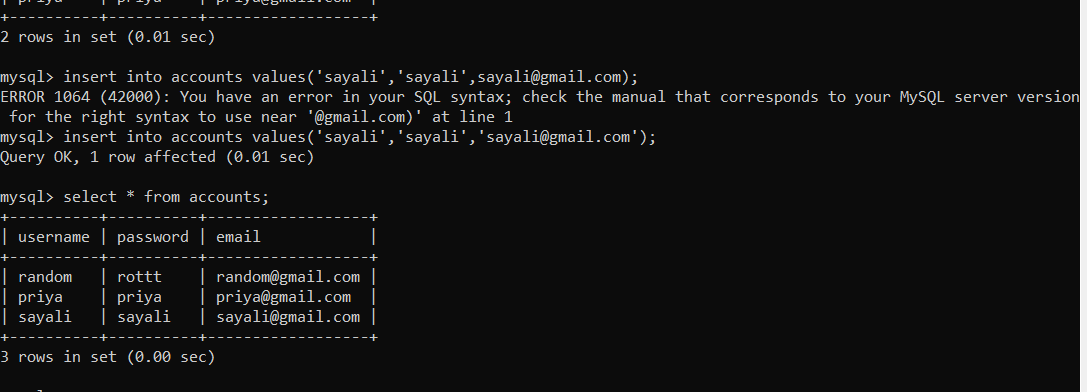 | priya    | priya    | priya@gmail.com  |
+----------+----------+------------------+
2 rows in set (0.01 sec)
mysql> insert into accounts values('sayali','sayali',sayali@gmail.com);
ERROR 1064 (42000): You have an error in your SQL syntax; check the manual that corresponds to your MySQL server version
 for the right syntax to use near '@gmail.com)' at line 1
mysql> insert into accounts values('sayali','sayali','sayali@gmail.com');
Query OK, 1 row affected (0.01 sec)
mysql> select * from accounts;
+----------+----------+------------------+
| username | password | email            |
+----------+----------+------------------+
| random   | rottt    | random@gmail.com |
| priya    | priya    | priya@gmail.com  |
| sayali   | sayali   | sayali@gmail.com |
+----------+----------+------------------+
3 rows in set (0.00 sec)